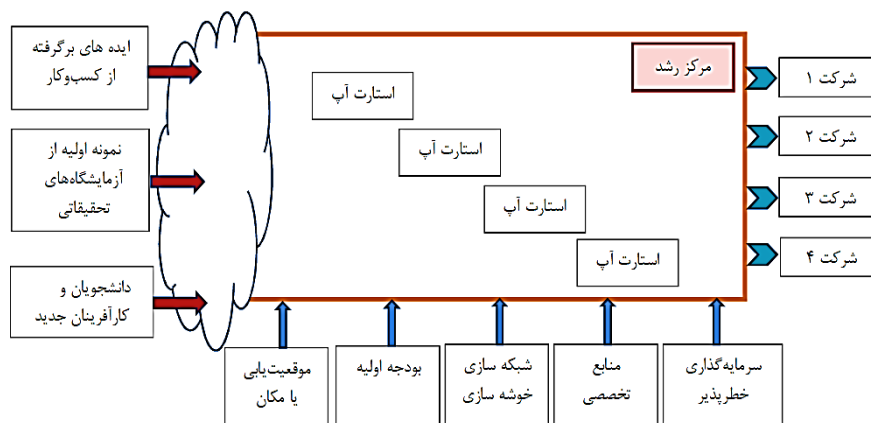 ایده های برگرفته
از کسب‌وکار
نمونه اولیه از
آزمایشگاه‌های
تحقیقاتی
دانشجویان و
کارآفرینان جدید
مرکز رشد
استارت آپ
استارت آپ
استارت آپ
استارت آپ
شرکت ۱
شرکت ۲
شرکت ۳
شرکت ۴
موقعیت‌یابی
یا مکان
بودجه اولیه
شبکه سازی
خوشه سازی
منابع
تخصصی
سرمایه‌گذاری
خطرپذیر